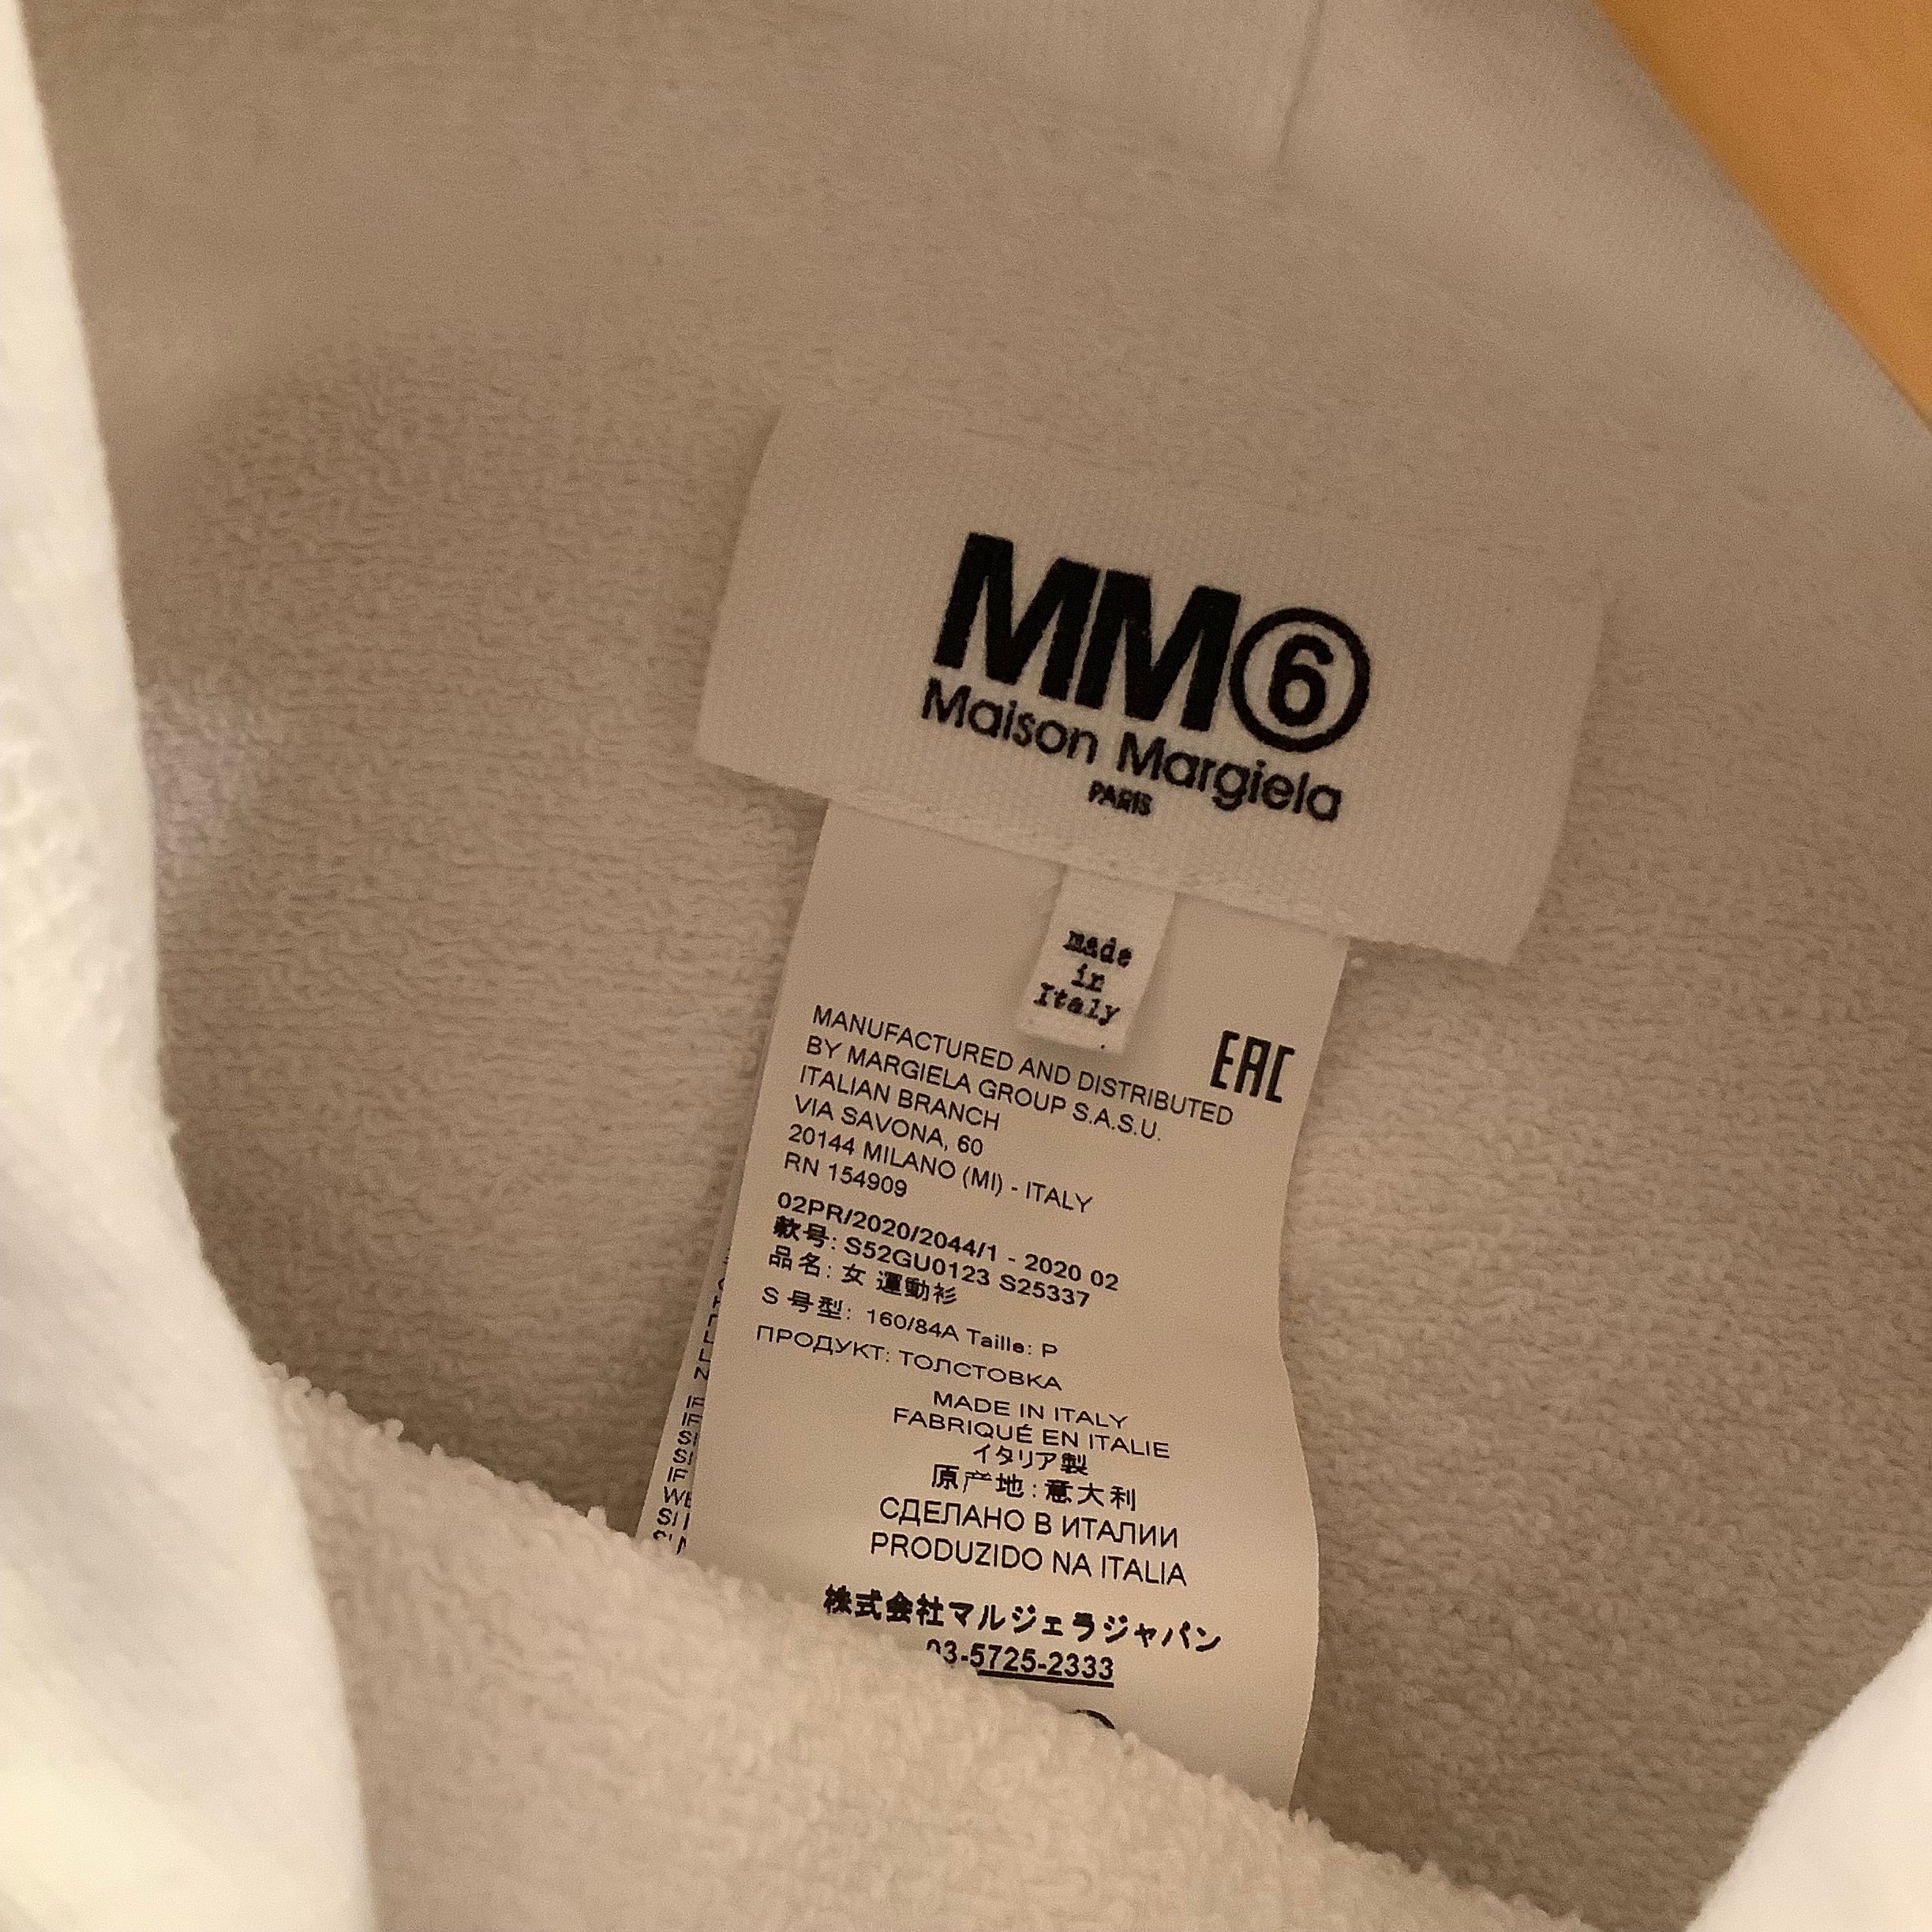 MM⑥
Maison Margiela
PARIS
made
in
Italy
EAC
MANUFACTURED AND DISTRIBUTED
BY MARGIELA GROUP S.A.S.U.
ITALIAN BRANCH
VIA SAVONA, 60
20144 MILANO (MI) - ITALY
RN 154909
02PR/2020/2044/1 - 2020 02
款号: S52GU0123 S25337
品名: 女 運動衫
S 号型: 160/84A Taille: P
ПРОДУКТ: ТОЛСТОВКА
MADE IN ITALY
FABRIQUÉ EN ITALIE
イタリア製
原产地:意大利
СДЕЛАНО В ИТАЛИИ
PRODUZIDO NA ITALIA
株式会社マルジェラジャパン
03-5725-2333